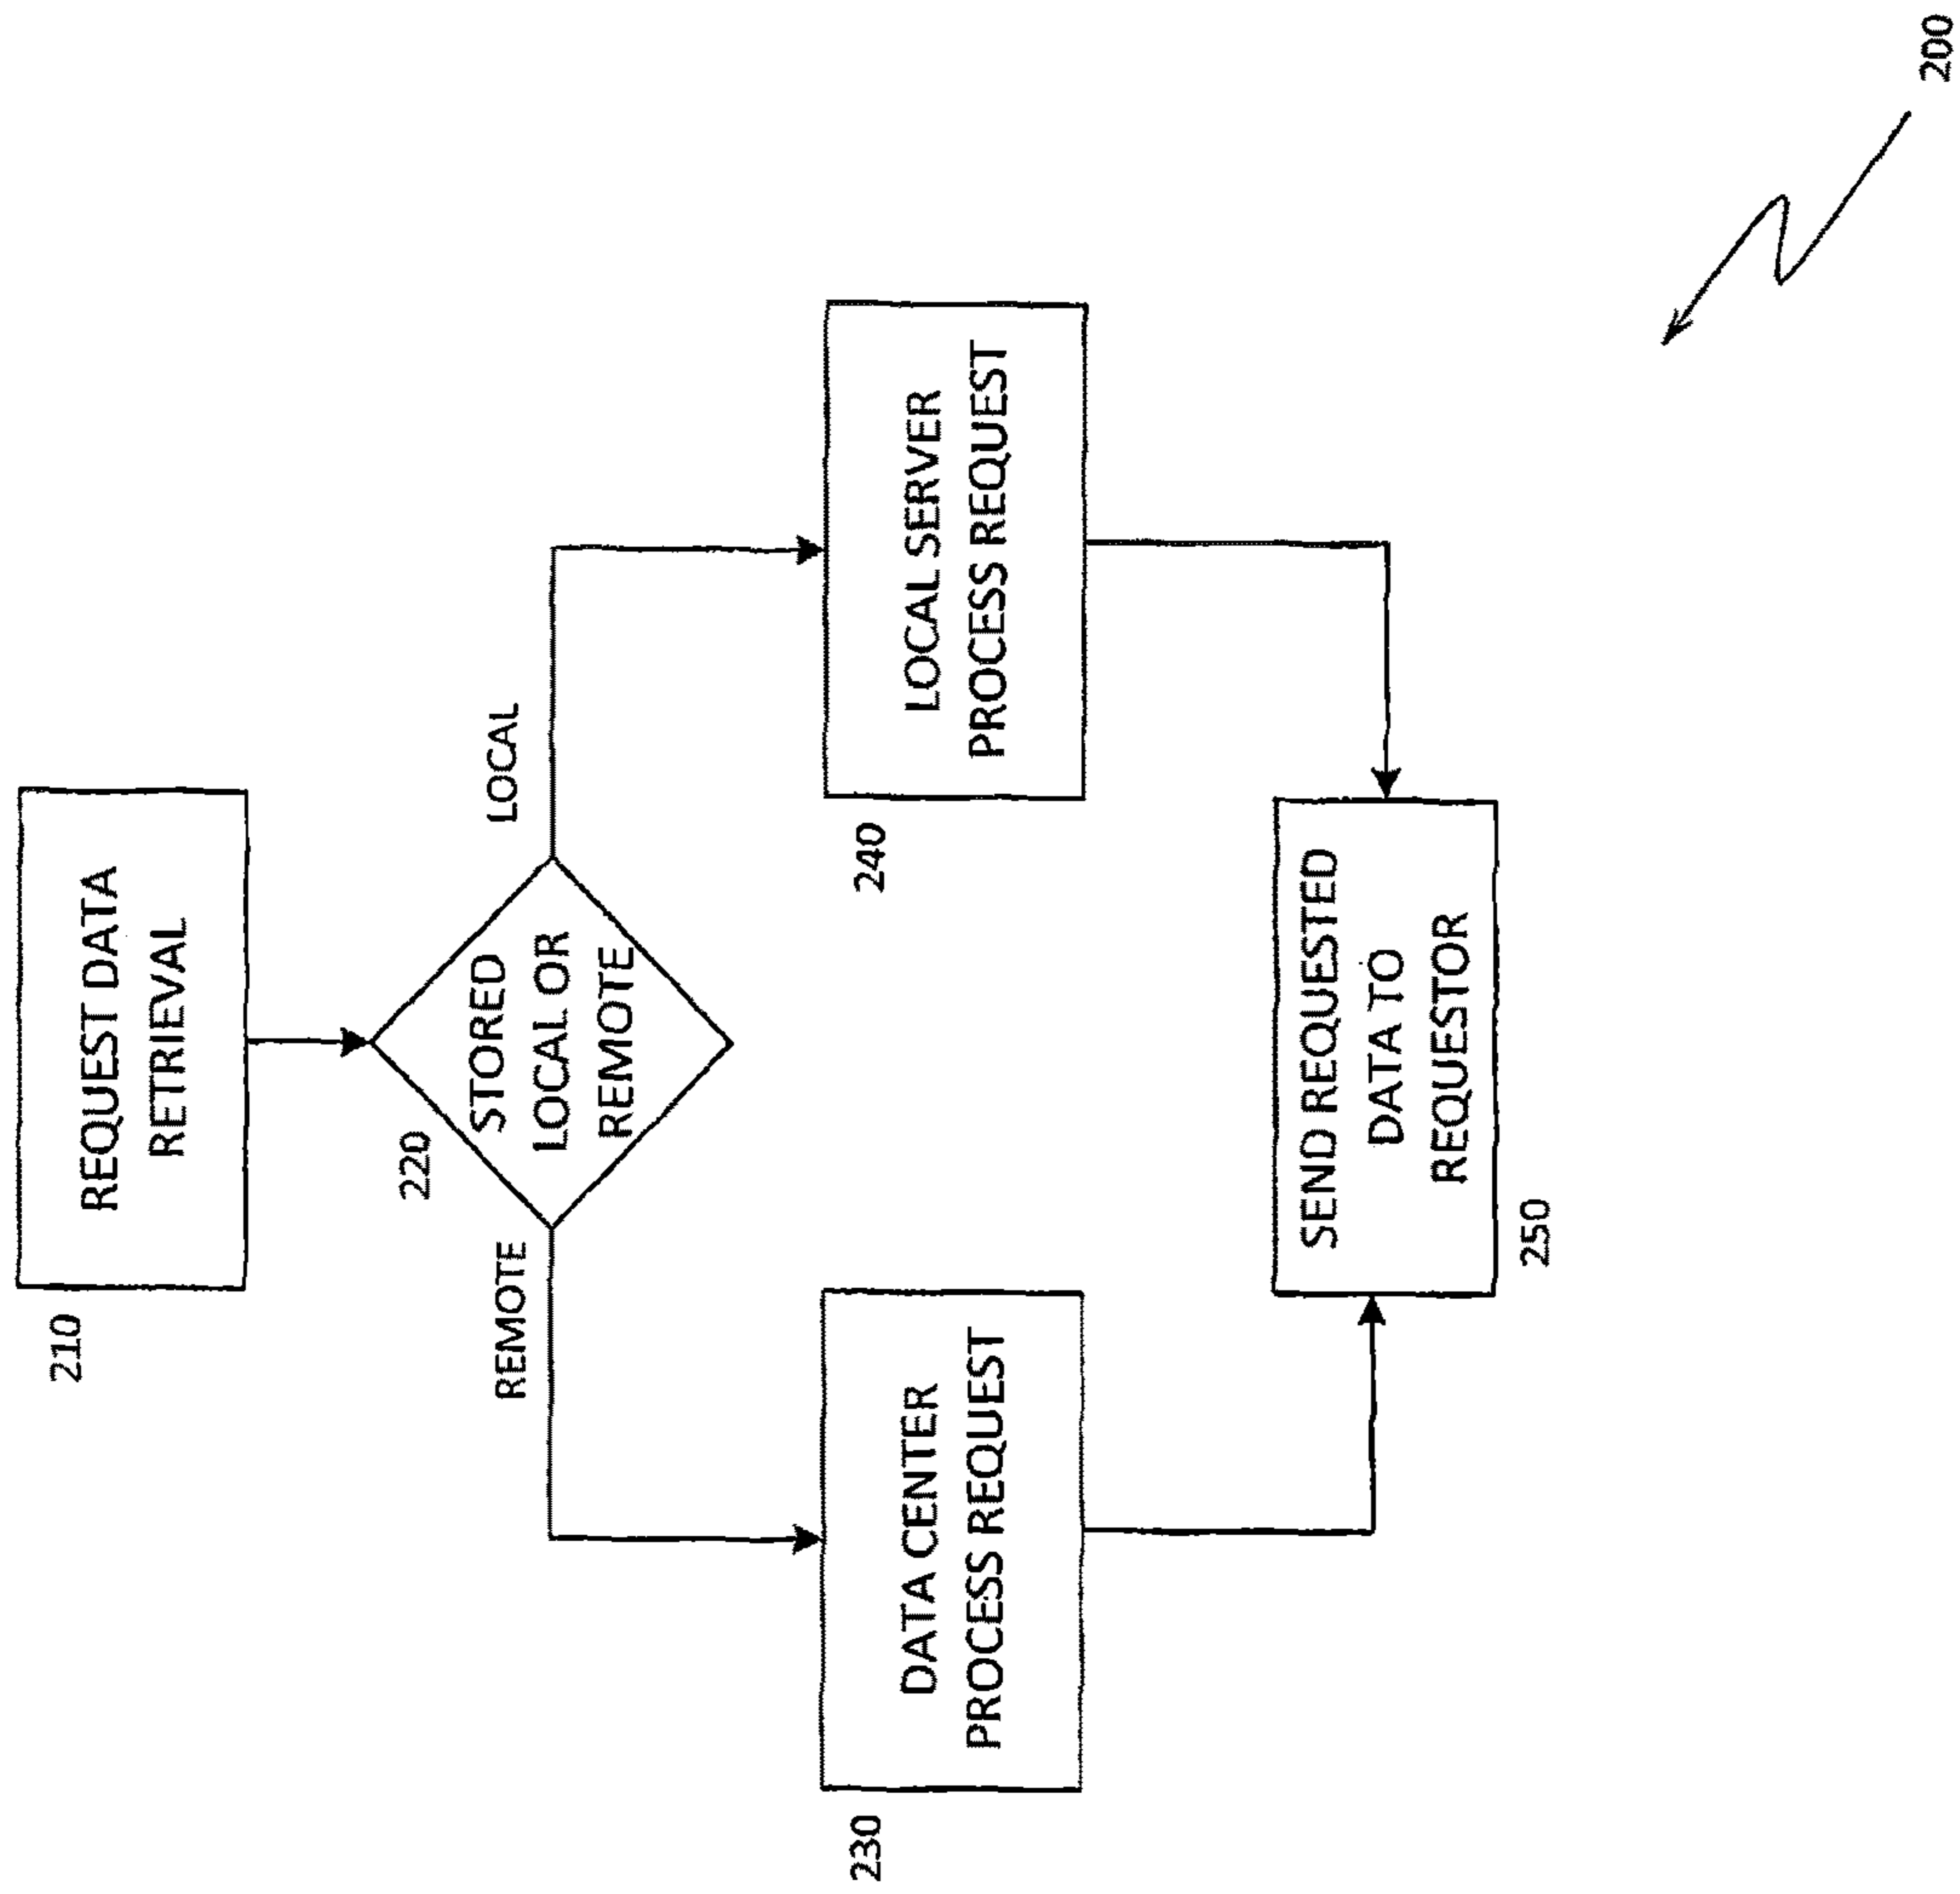 210
REQUEST DATA
RETRIEVAL
220
STORED
LOCAL OR
REMOTE
REMOTE
LOCAL
230
DATA CENTER
PROCESS REQUEST
240
LOCAL SERVER
PROCESS REQUEST
SEND REQUESTED
DATA TO
REQUESTOR
250
200